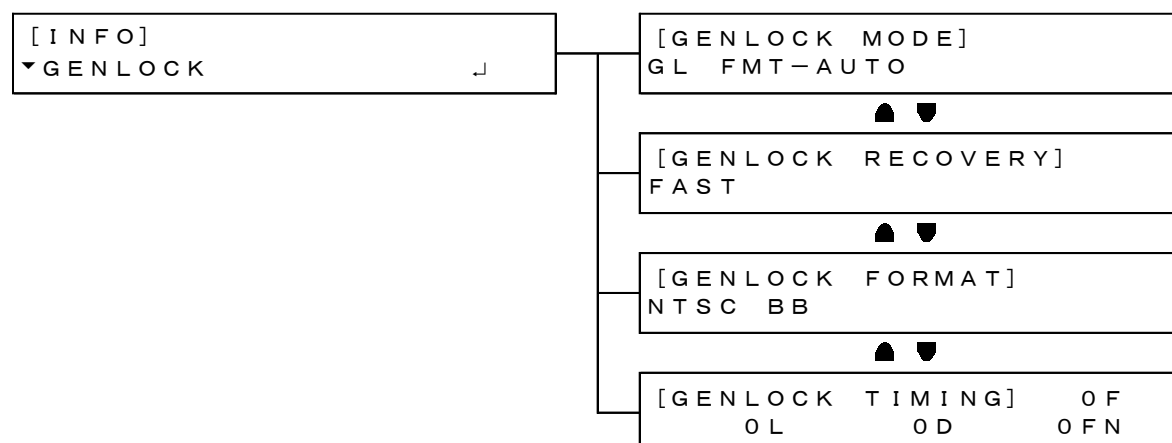 [INFO]
▼GENLOCK ↵
[GENLOCK MODE]
GL FMT-AUTO
[GENLOCK RECOVERY]
FAST
[GENLOCK FORMAT]
NTSC BB
[GENLOCK TIMING] 0F
0L 0D 0FN